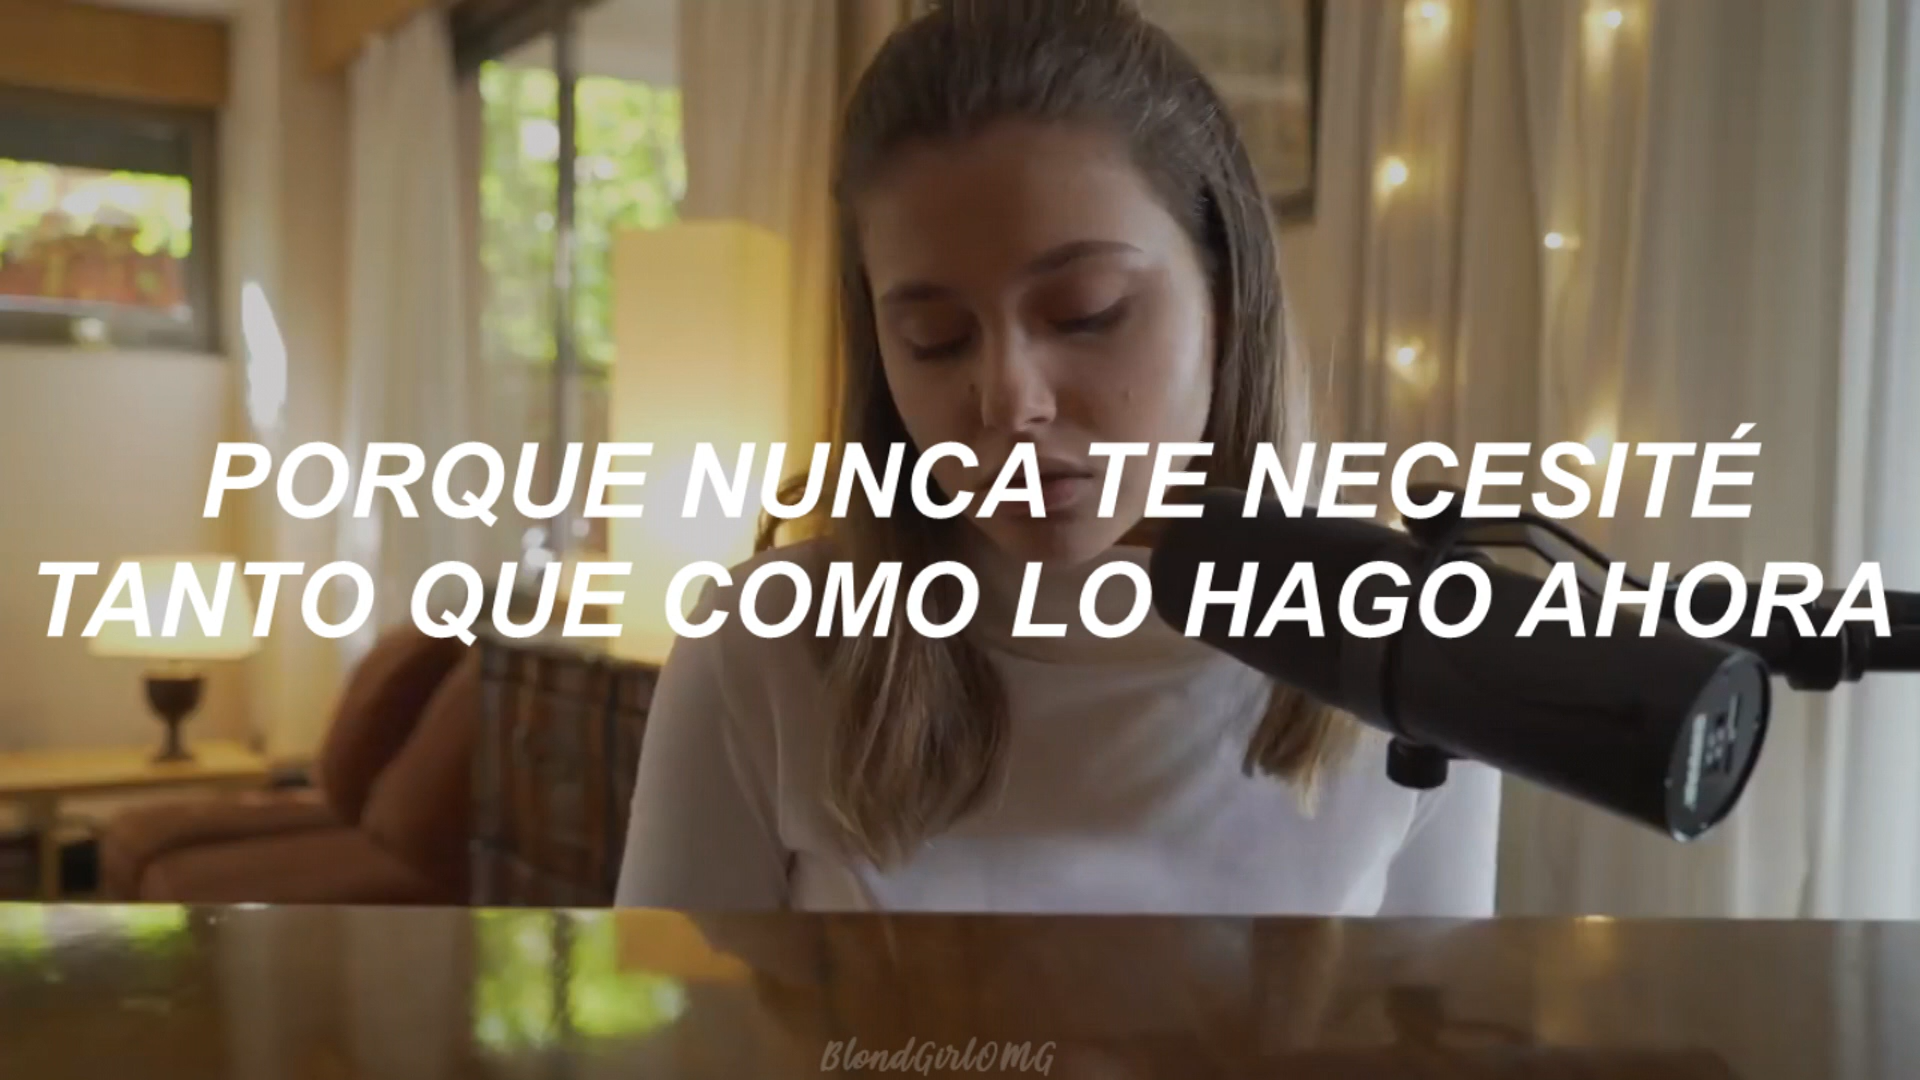 PORQUE NUNCA TE NECESITÉ
TANTO QUE COMO LO HAGO AHORA
BlondGirlOMG